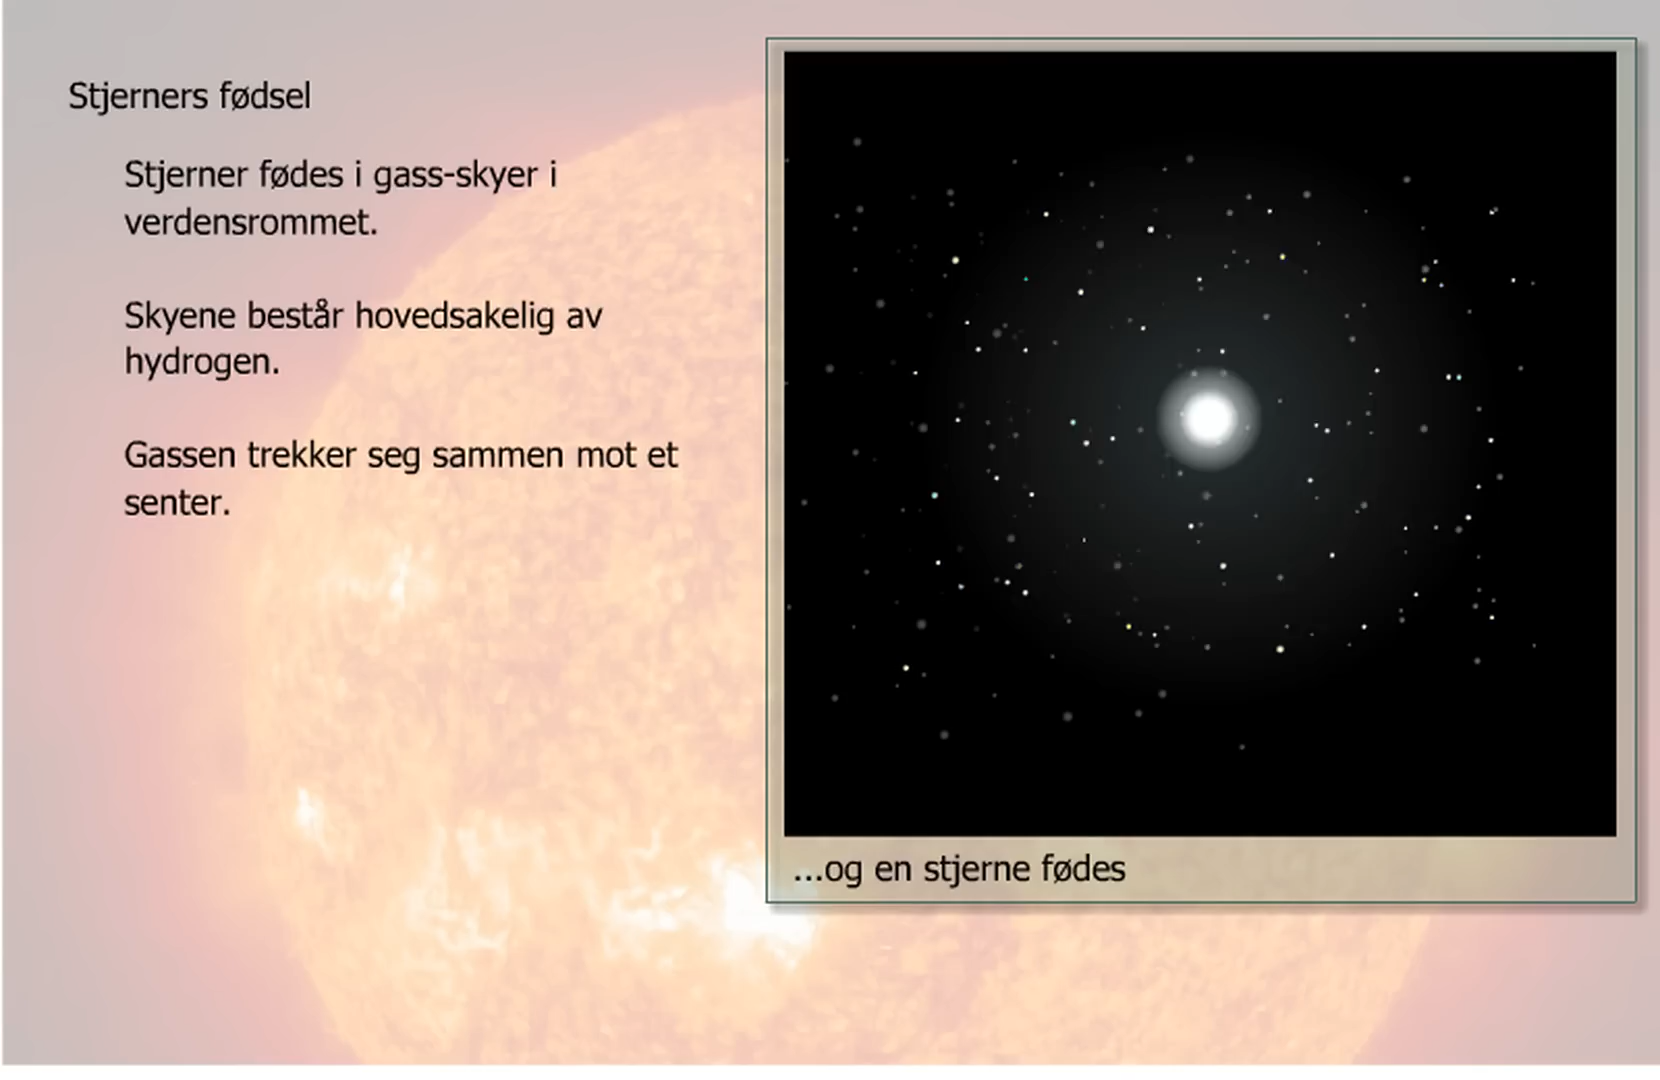 Stjerners fødsel
Stjerner fødes i gass-skyer i
verdensrommet.
Skyene består hovedsakelig av
hydrogen.
Gassen trekker seg sammen mot et
senter.
...og en stjerne fødes